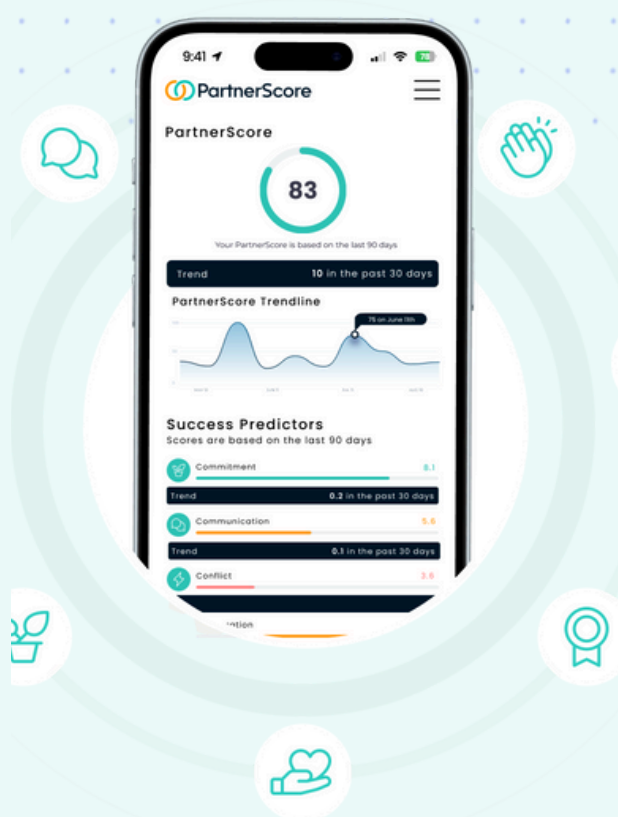 9:41
78
PartnerScore
PartnerScore
83
Your PartnerScore is based on the last 90 days
Trend 10 in the past 30 days
PartnerScore Trendline
75 on June 11th
Success Predictors
Scores are based on the last 90 days
Commitment 8.1
Trend 0.2 in the past 30 days
Communication 5.6
Trend 0.1 in the past 30 days
Conflict 3.6